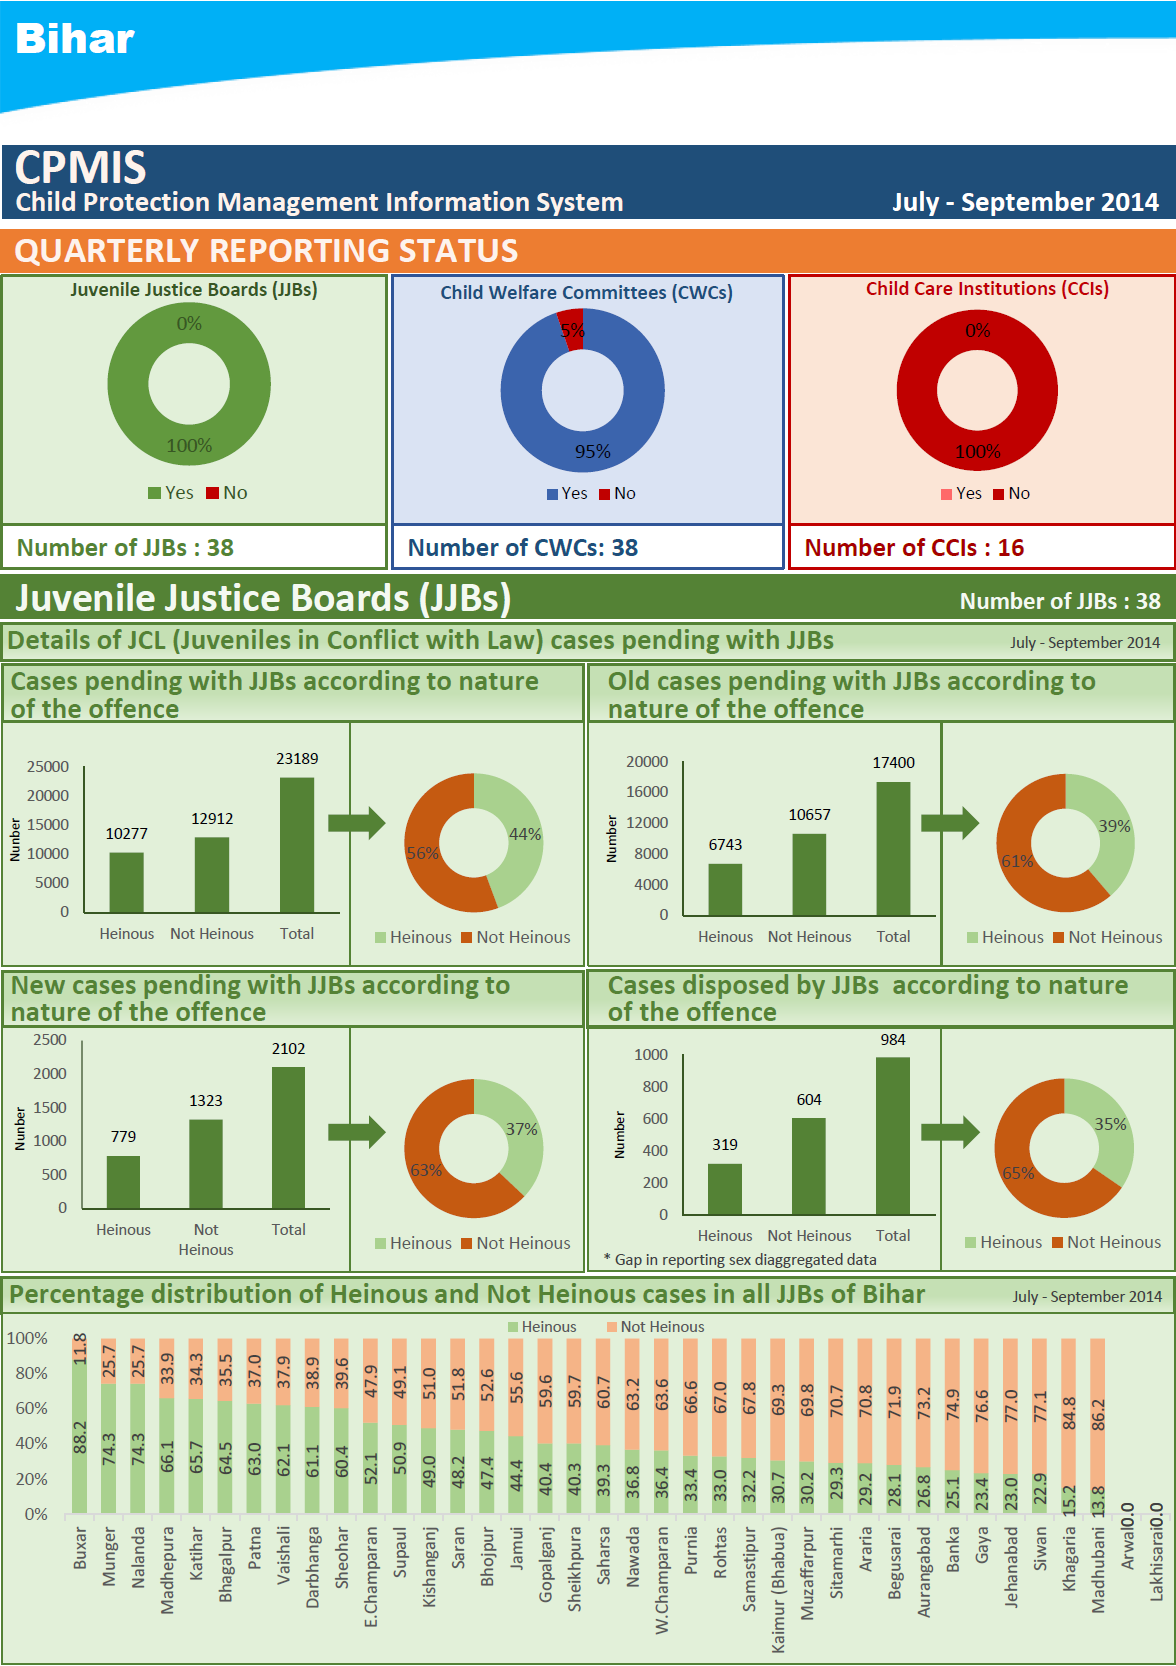 Bihar
CPMIS
Child Protection Management Information System
July - September 2014
QUARTERLY REPORTING STATUS
Juvenile Justice Boards (JJBs)
0%
100%
Yes No
Number of JJBs : 38
Child Welfare Committees (CWCs)
5%
95%
Yes No
Number of CWCs: 38
Child Care Institutions (CCIs)
0%
100%
Yes No
Number of CCIs : 16
Juvenile Justice Boards (JJBs)
Number of JJBs : 38
Details of JCL (Juveniles in Conflict with Law) cases pending with JJBs
July - September 2014
Cases pending with JJBs according to nature
of the offence
25000
20000
15000
10000
5000
0
Nunber
10277
12912
23189
Heinous Not Heinous Total
44%
56%
Heinous Not Heinous
Old cases pending with JJBs according to
nature of the offence
20000
16000
12000
8000
4000
0
Number
6743
10657
17400
Heinous Not Heinous Total
39%
61%
Heinous Not Heinous
New cases pending with JJBs according to
nature of the offence
2500
2000
1500
1000
500
0
Nunber
779
1323
2102
Heinous Not Total
Heinous
37%
63%
Heinous Not Heinous
Cases disposed by JJBs according to nature
of the offence
1000
800
600
400
200
0
Number
319
604
984
Heinous Not Heinous Total
* Gap in reporting sex diaggregated data
35%
65%
Heinous Not Heinous
Percentage distribution of Heinous and Not Heinous cases in all JJBs of Bihar
July - September 2014
Heinous Not Heinous
100%
80%
60%
40%
20%
0%
11.8 25.7 25.7 33.9 34.3 35.5 37.0 37.9 38.9 39.6 47.9 49.1 51.0 51.8 52.6 55.6 59.6 59.7 60.7 63.2 63.6 66.6 67.0 67.8 69.3 69.8 70.7 70.8 71.9 73.2 74.9 76.6 77.0 77.1 84.8 86.2
88.2 74.3 74.3 66.1 65.7 64.5 63.0 62.1 61.1 60.4 52.1 50.9 49.0 48.2 47.4 44.4 40.4 40.3 39.3 36.8 36.4 33.4 33.0 32.2 30.7 30.2 29.3 29.2 28.1 26.8 25.1 23.4 23.0 22.9 15.2 13.8 0.0 0.0
Buxar Munger Nalanda Madhepura Katihar Bhagalpur Patna Vaishali Darbhanga Sheohar E.Champaran Supaul Kishanganj Saran Bhojpur Jamui Gopalganj Sheikhpura Saharsa Nawada W.Champaran Purnia Rohtas Samastipur Kaimur (Bhabua) Muzaffarpur Sitamarhi Araria Begusarai Aurangabad Banka Gaya Jehanabad Siwan Khagaria Madhubani Arwal Lakhisarai